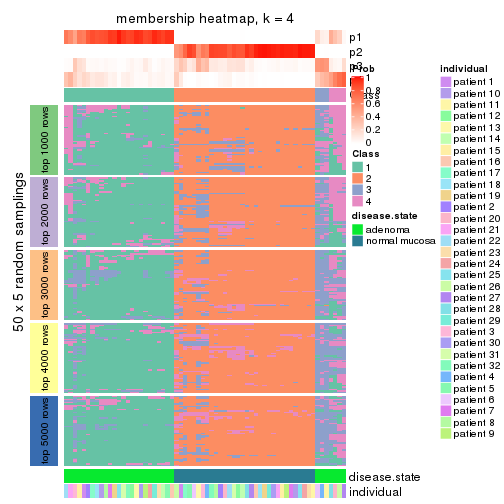 membership heatmap, k = 4
p1
p2
p3
Prob
1
0.8
0.6
0.4
0.2
0
Class
Class
1
2
3
4
disease.state
adenoma
normal mucosa
individual
patient 1
patient 10
patient 11
patient 12
patient 13
patient 14
patient 15
patient 16
patient 17
patient 18
patient 19
patient 2
patient 20
patient 21
patient 22
patient 23
patient 24
patient 25
patient 26
patient 27
patient 28
patient 29
patient 3
patient 30
patient 31
patient 32
patient 4
patient 5
patient 6
patient 7
patient 8
patient 9
50 x 5 random samplings
top 1000 rows
top 2000 rows
top 3000 rows
top 4000 rows
top 5000 rows
disease.state
individual